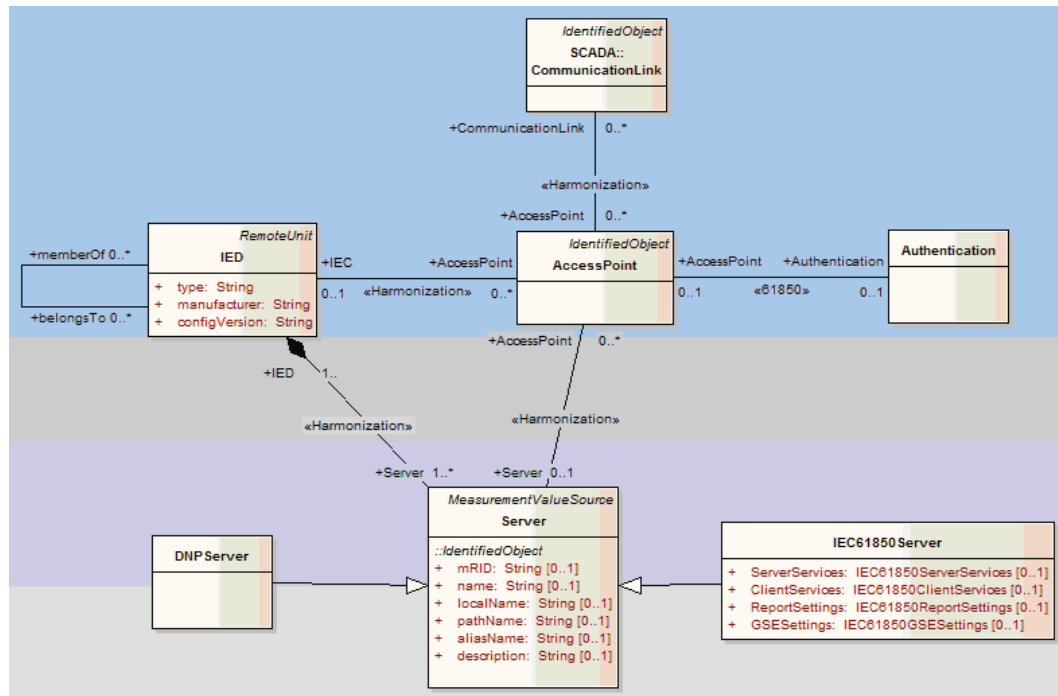 IdentifiedObject
SCADA::
CommunicationLink
+CommunicationLink 0..*
«Harmonization»
+AccessPoint 0..*
RemoteUnit
IED
+ type: String
+ manufacturer: String
+ configVersion: String
+memberOf 0..*
+belongsTo 0..*
+IEC
0..1
«Harmonization»
+AccessPoint
0..*
IdentifiedObject
AccessPoint
+AccessPoint
0..1
«61850»
+Authentication
0..1
Authentication
+IED 1..
«Harmonization»
+Server 1..*
+AccessPoint 0..*
«Harmonization»
+Server 0..1
MeasurementValueSource
Server
::IdentifiedObject
+ mRID: String [0..1]
+ name: String [0..1]
+ localName: String [0..1]
+ pathName: String [0..1]
+ aliasName: String [0..1]
+ description: String [0..1]
DNPServer
IEC61850Server
+ ServerServices: IEC61850ServerServices [0..1]
+ ClientServices: IEC61850ClientServices [0..1]
+ ReportSettings: IEC61850ReportSettings [0..1]
+ GSESettings: IEC61850GSESettings [0..1]